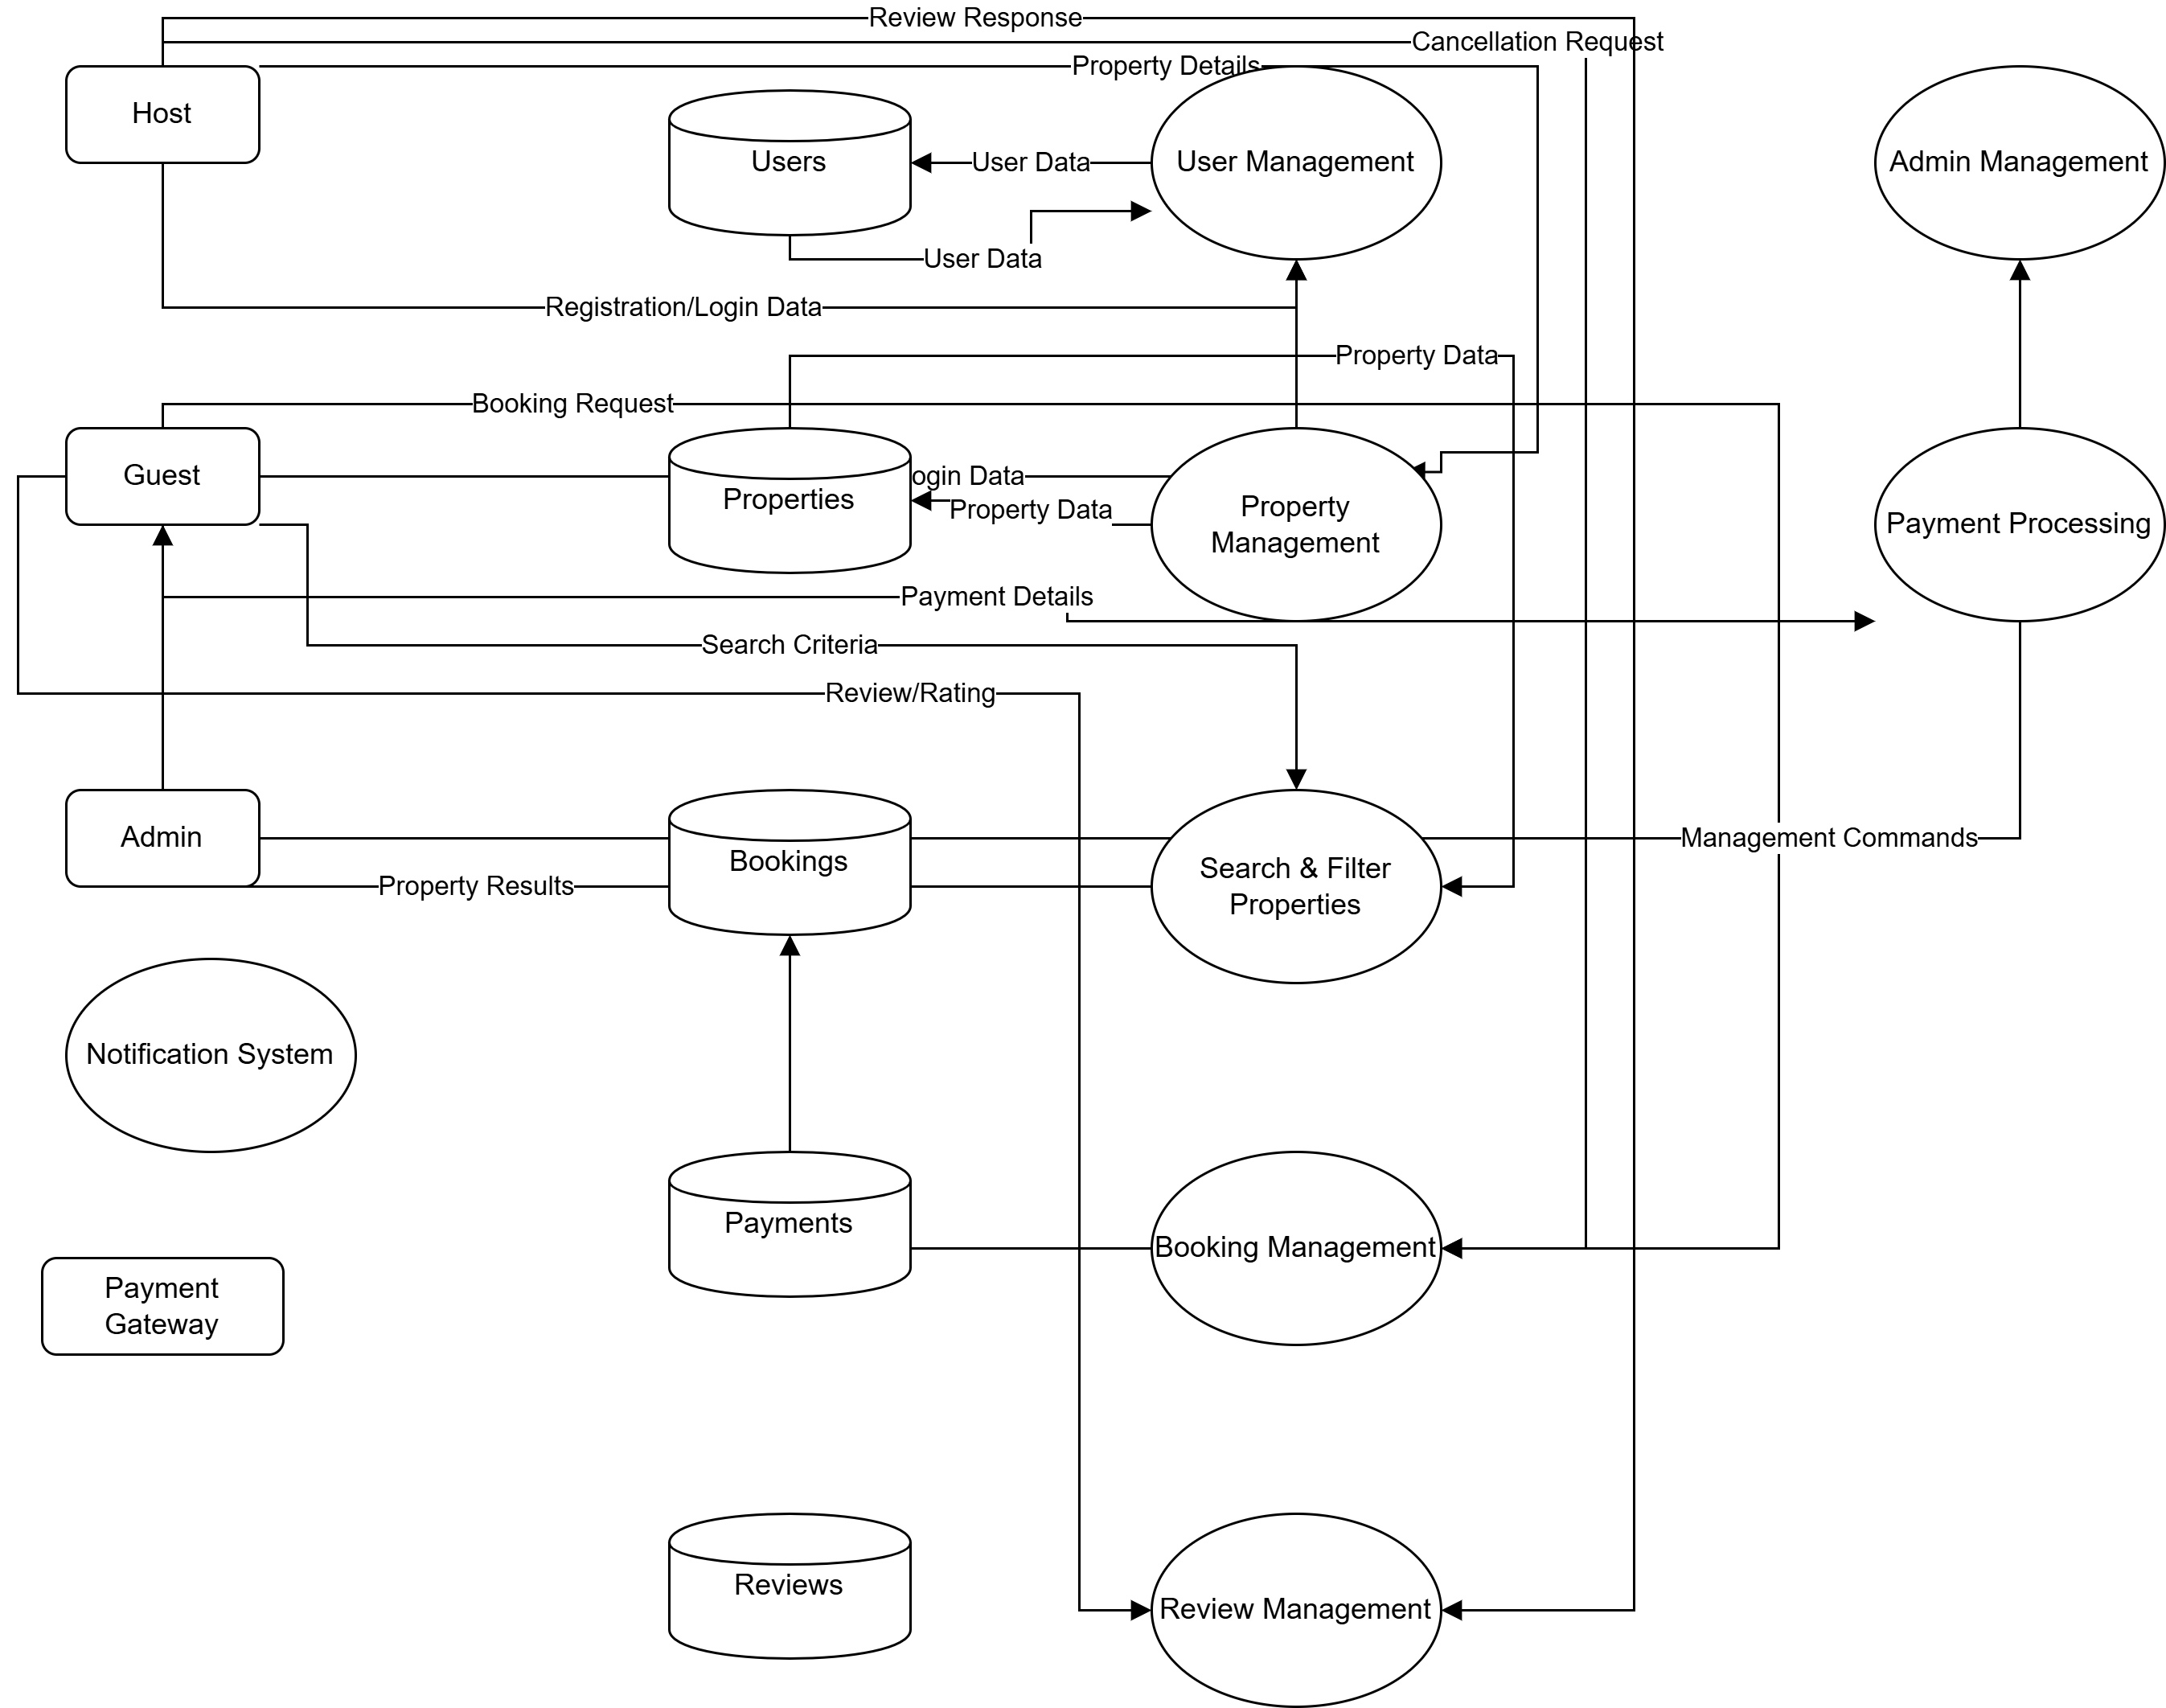 Review Response
Cancellation Request
Property Details
Host
Users
User Data
User Management
Admin Management
User Data
Registration/Login Data
Property Data
Booking Request
Guest
Properties
ogin Data
Property Data
Property
Management
Payment Processing
Payment Details
Search Criteria
Review/Rating
Admin
Bookings
Search & Filter
Properties
Management Commands
Property Results
Notification System
Payments
Booking Management
Payment
Gateway
Reviews
Review Management